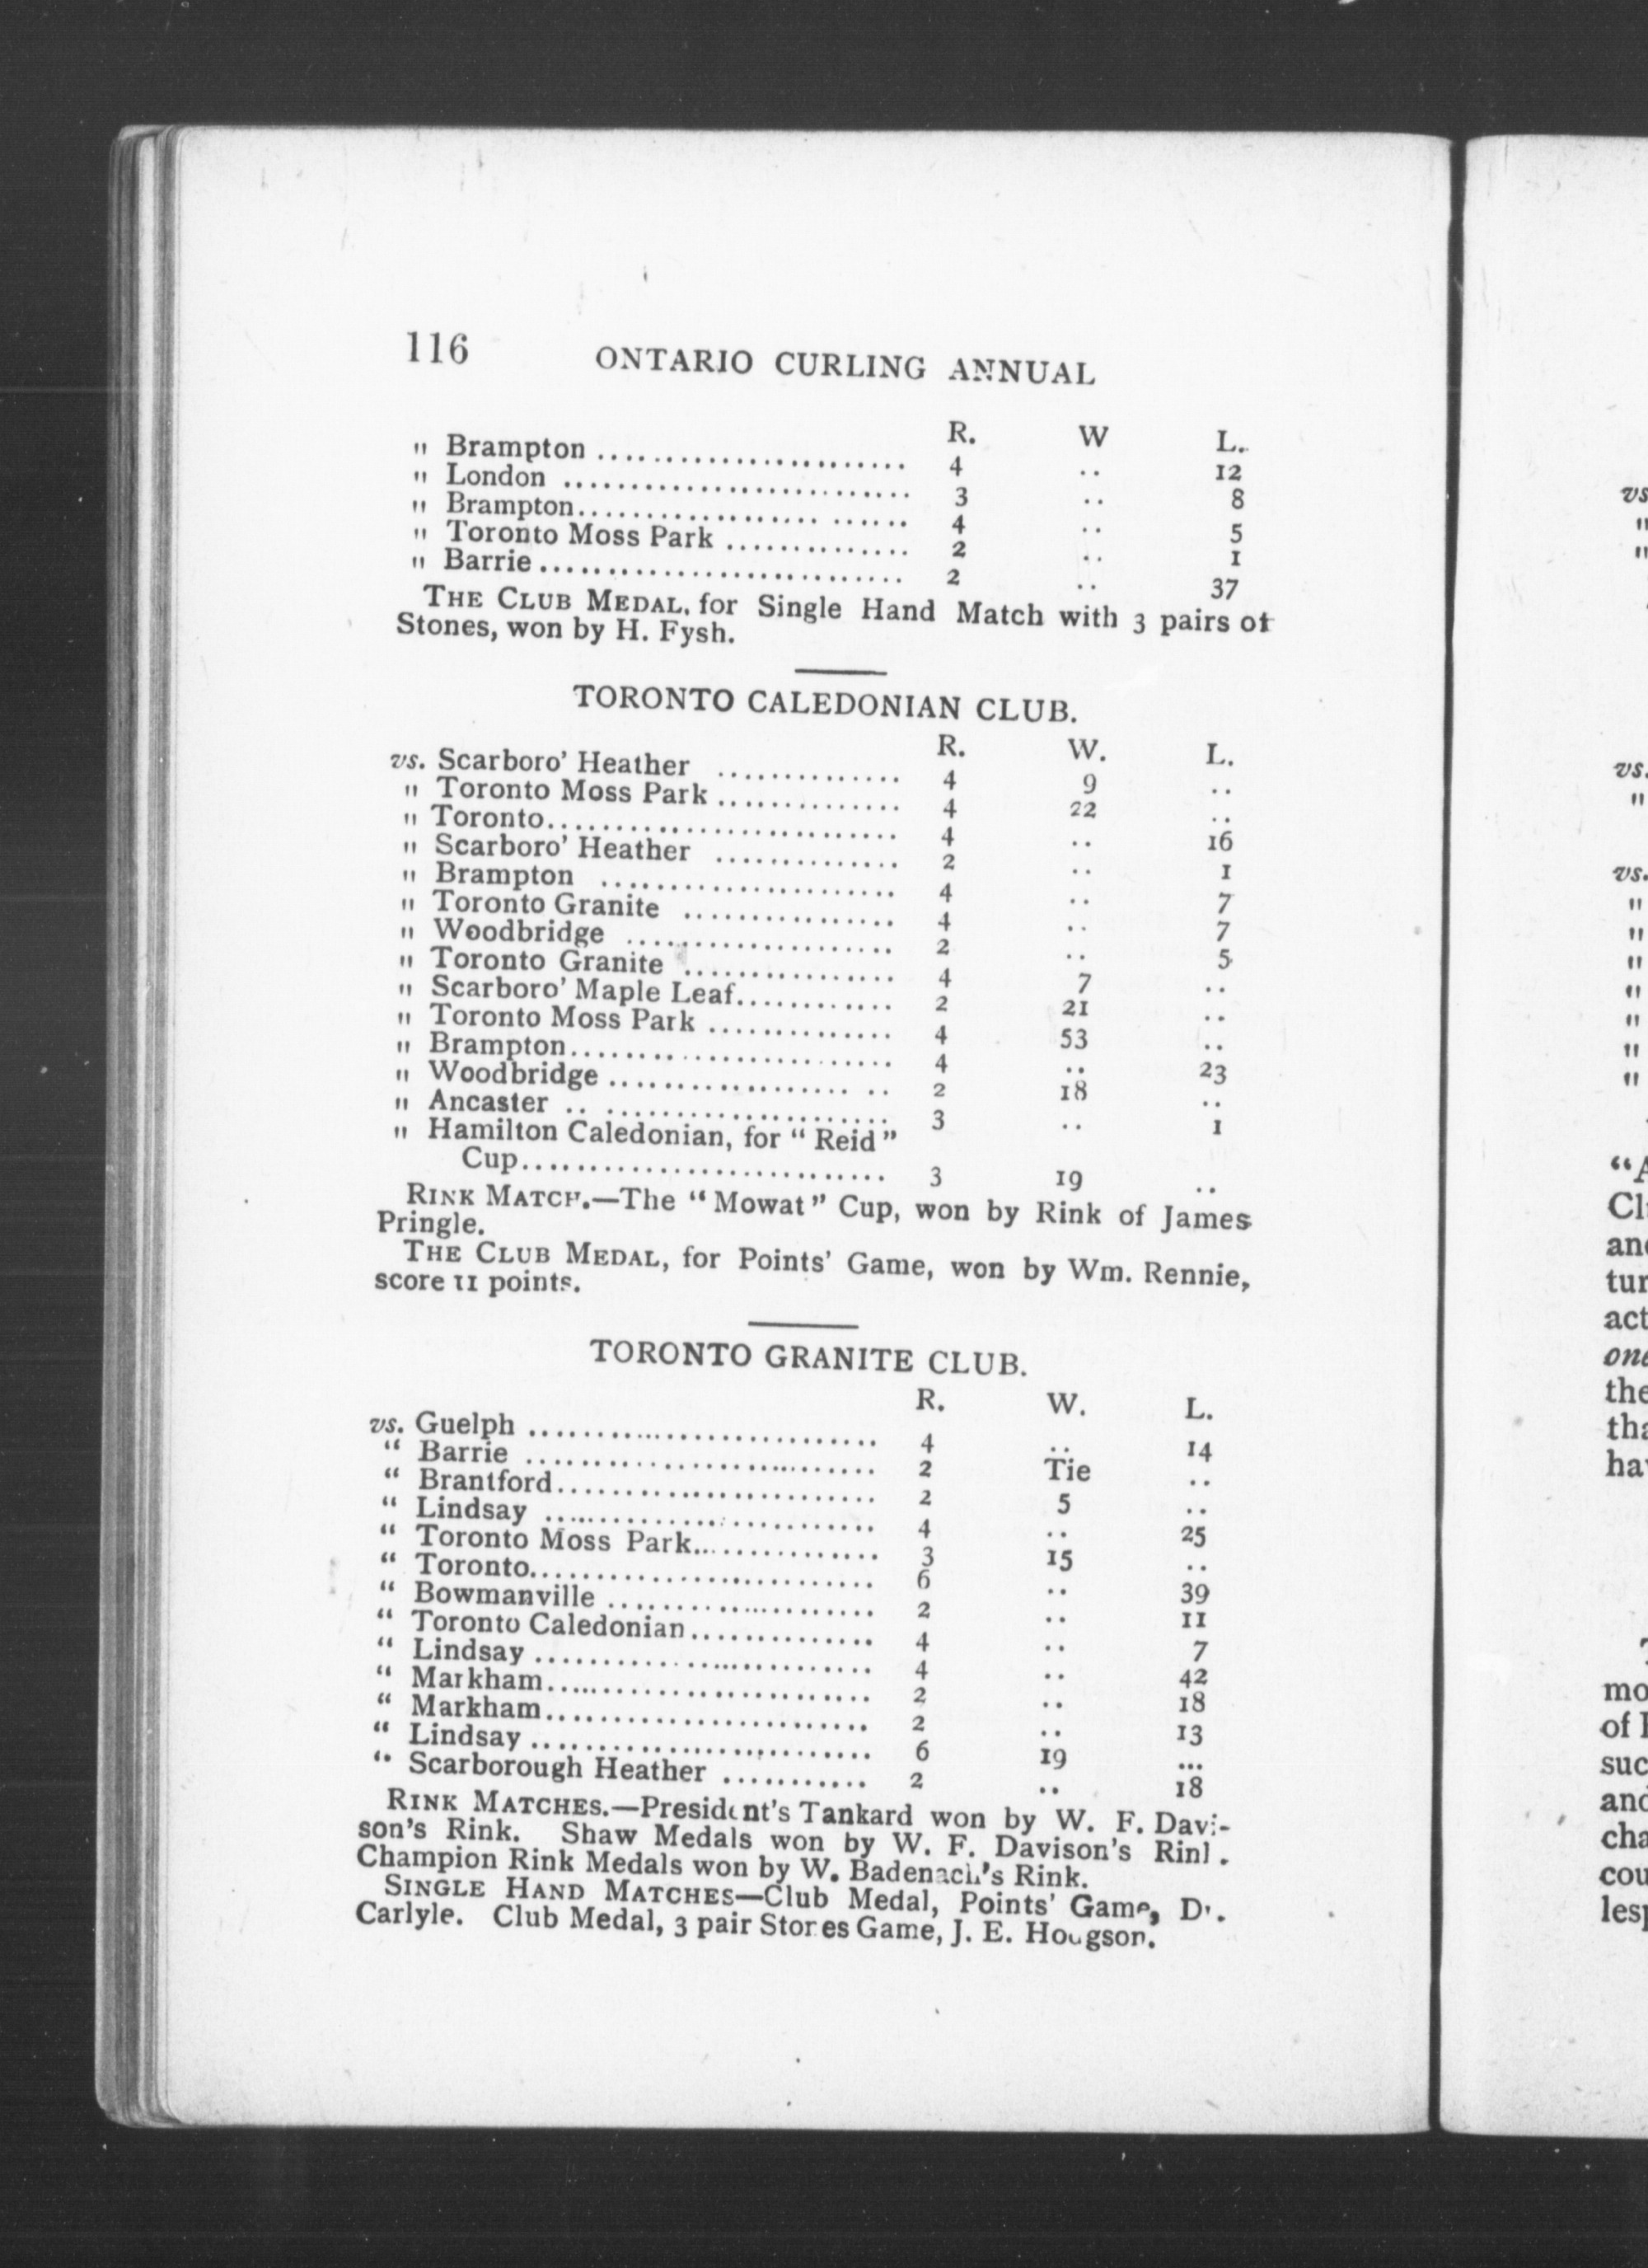 116 ONTARIO CURLING ANNUAL
R. W L.
" Brampton ........................ 4 .. 12
" London .......................... 3 .. 8
" Brampton........................ 4 .. 5
" Toronto Moss Park .............. 2 .. 1
" Barrie........................... 2 .. 37
THE CLUB MEDAL, for Single Hand Match with 3 pairs of
Stones, won by H. Fysh.
TORONTO CALEDONIAN CLUB.
R. W. L.
vs. Scarboro' Heather .............. 4 9 ..
" Toronto Moss Park .............. 4 22 ..
" Toronto.......................... 4 .. 16
" Scarboro' Heather .............. 2 .. 1
" Brampton ...................... 4 .. 7
" Toronto Granite ................ 4 .. 7
" Woodbridge .................... 2 .. 5
" Toronto Granite ................ 4 7 ..
" Scarboro' Maple Leaf............ 2 21 ..
" Toronto Moss Park .............. 4 53 ..
" Brampton........................ 4 .. 23
" Woodbridge .................... 2 18 ..
" Ancaster .. ..................... 3 .. 1
" Hamilton Caledonian, for “Reid”
Cup........................... 3 19 ..
RINK MATCH.—The “Mowat” Cup, won by Rink of James
Pringle.
THE CLUB MEDAL, for Points' Game, won by Wm. Rennie,
score 11 points.
TORONTO GRANITE CLUB.
R. W. L.
vs. Guelph .......................... 4 .. 14
“ Barrie .......................... 2 Tie ..
“ Brantford........................ 2 5 ..
“ Lindsay ........................ 4 .. 25
“ Toronto Moss Park.............. 3 15 ..
“ Toronto.......................... 6 .. 39
“ Bowmanville .................... 2 .. 11
“ Toronto Caledonian.............. 4 .. 7
“ Lindsay ......................... 4 .. 42
“ Markham........................ 2 .. 18
“ Markham........................ 2 .. 13
“ Lindsay ......................... 6 19 ...
“ Scarborough Heather ........... 2 .. 18
RINK MATCHES.—President's Tankard won by W. F. Davi-
son's Rink. Shaw Medals won by W. F. Davison's Rink.
Champion Rink Medals won by W. Badenach's Rink.
SINGLE HAND MATCHES—Club Medal, Points' Game, Dr.
Carlyle. Club Medal, 3 pair Stones Game, J. E. Hodgson.
vs
"
"
vs.
"
vs.
"
"
"
"
"
"
"
“A
and
one
the
of
and